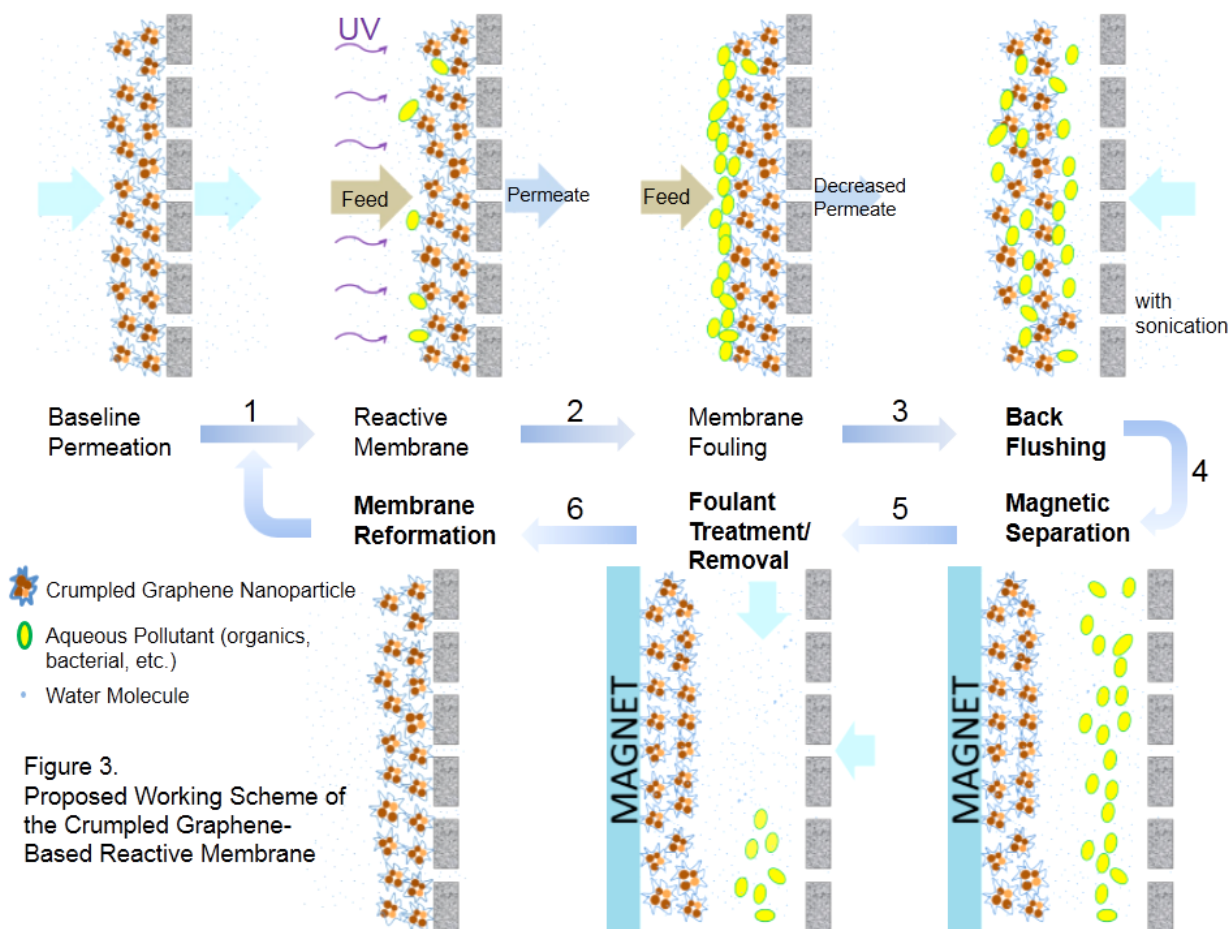 UV
Feed
Permeate
Feed
Decreased
Permeate
with
sonication
Baseline
Permeation
1
Reactive
Membrane
2
Membrane
Fouling
3
Back
Flushing
4
Magnetic
Separation
5
Foulant
Treatment/
Removal
6
Membrane
Reformation
Crumpled Graphene Nanoparticle
Aqueous Pollutant (organics,
bacterial, etc.)
Water Molecule
Figure 3.
Proposed Working Scheme of
the Crumpled Graphene-
Based Reactive Membrane
MAGNET
MAGNET